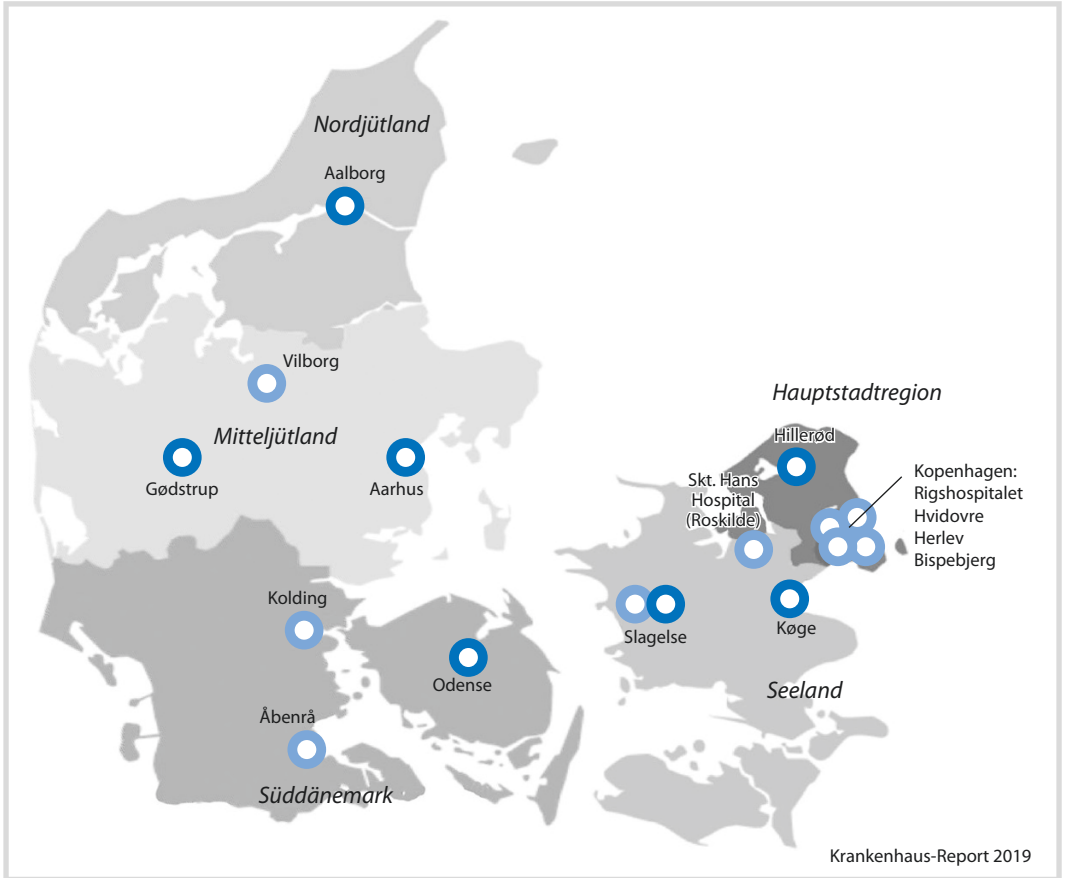 Nordjütland
Aalborg
Vilborg
Mitteljütland
Gødstrup
Aarhus
Hauptstadtregion
Hillerød
Skt. Hans
Hospital
(Roskilde)
Kopenhagen:
Rigshospitalet
Hvidovre
Herlev
Bispebjerg
Kolding
Odense
Slagelse
Køge
Åbenrå
Seeland
Süddänemark
Krankenhaus-Report 2019